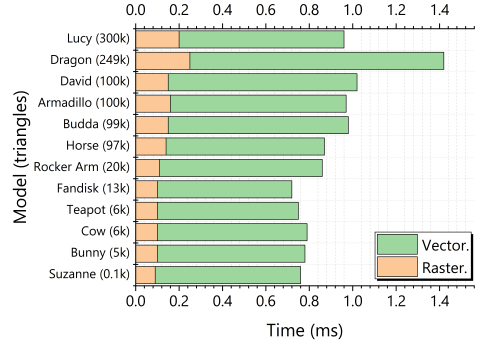 0.0 0.2 0.4 0.6 0.8 1.0 1.2 1.4
Lucy (300k)
Dragon (249k)
David (100k)
Armadillo (100k)
Budda (99k)
Horse (97k)
Rocker Arm (20k)
Fandisk (13k)
Teapot (6k)
Cow (6k)
Bunny (5k)
Suzanne (0.1k)
Model (triangles)
Vector.
Raster.
0.0 0.2 0.4 0.6 0.8 1.0 1.2 1.4
Time (ms)